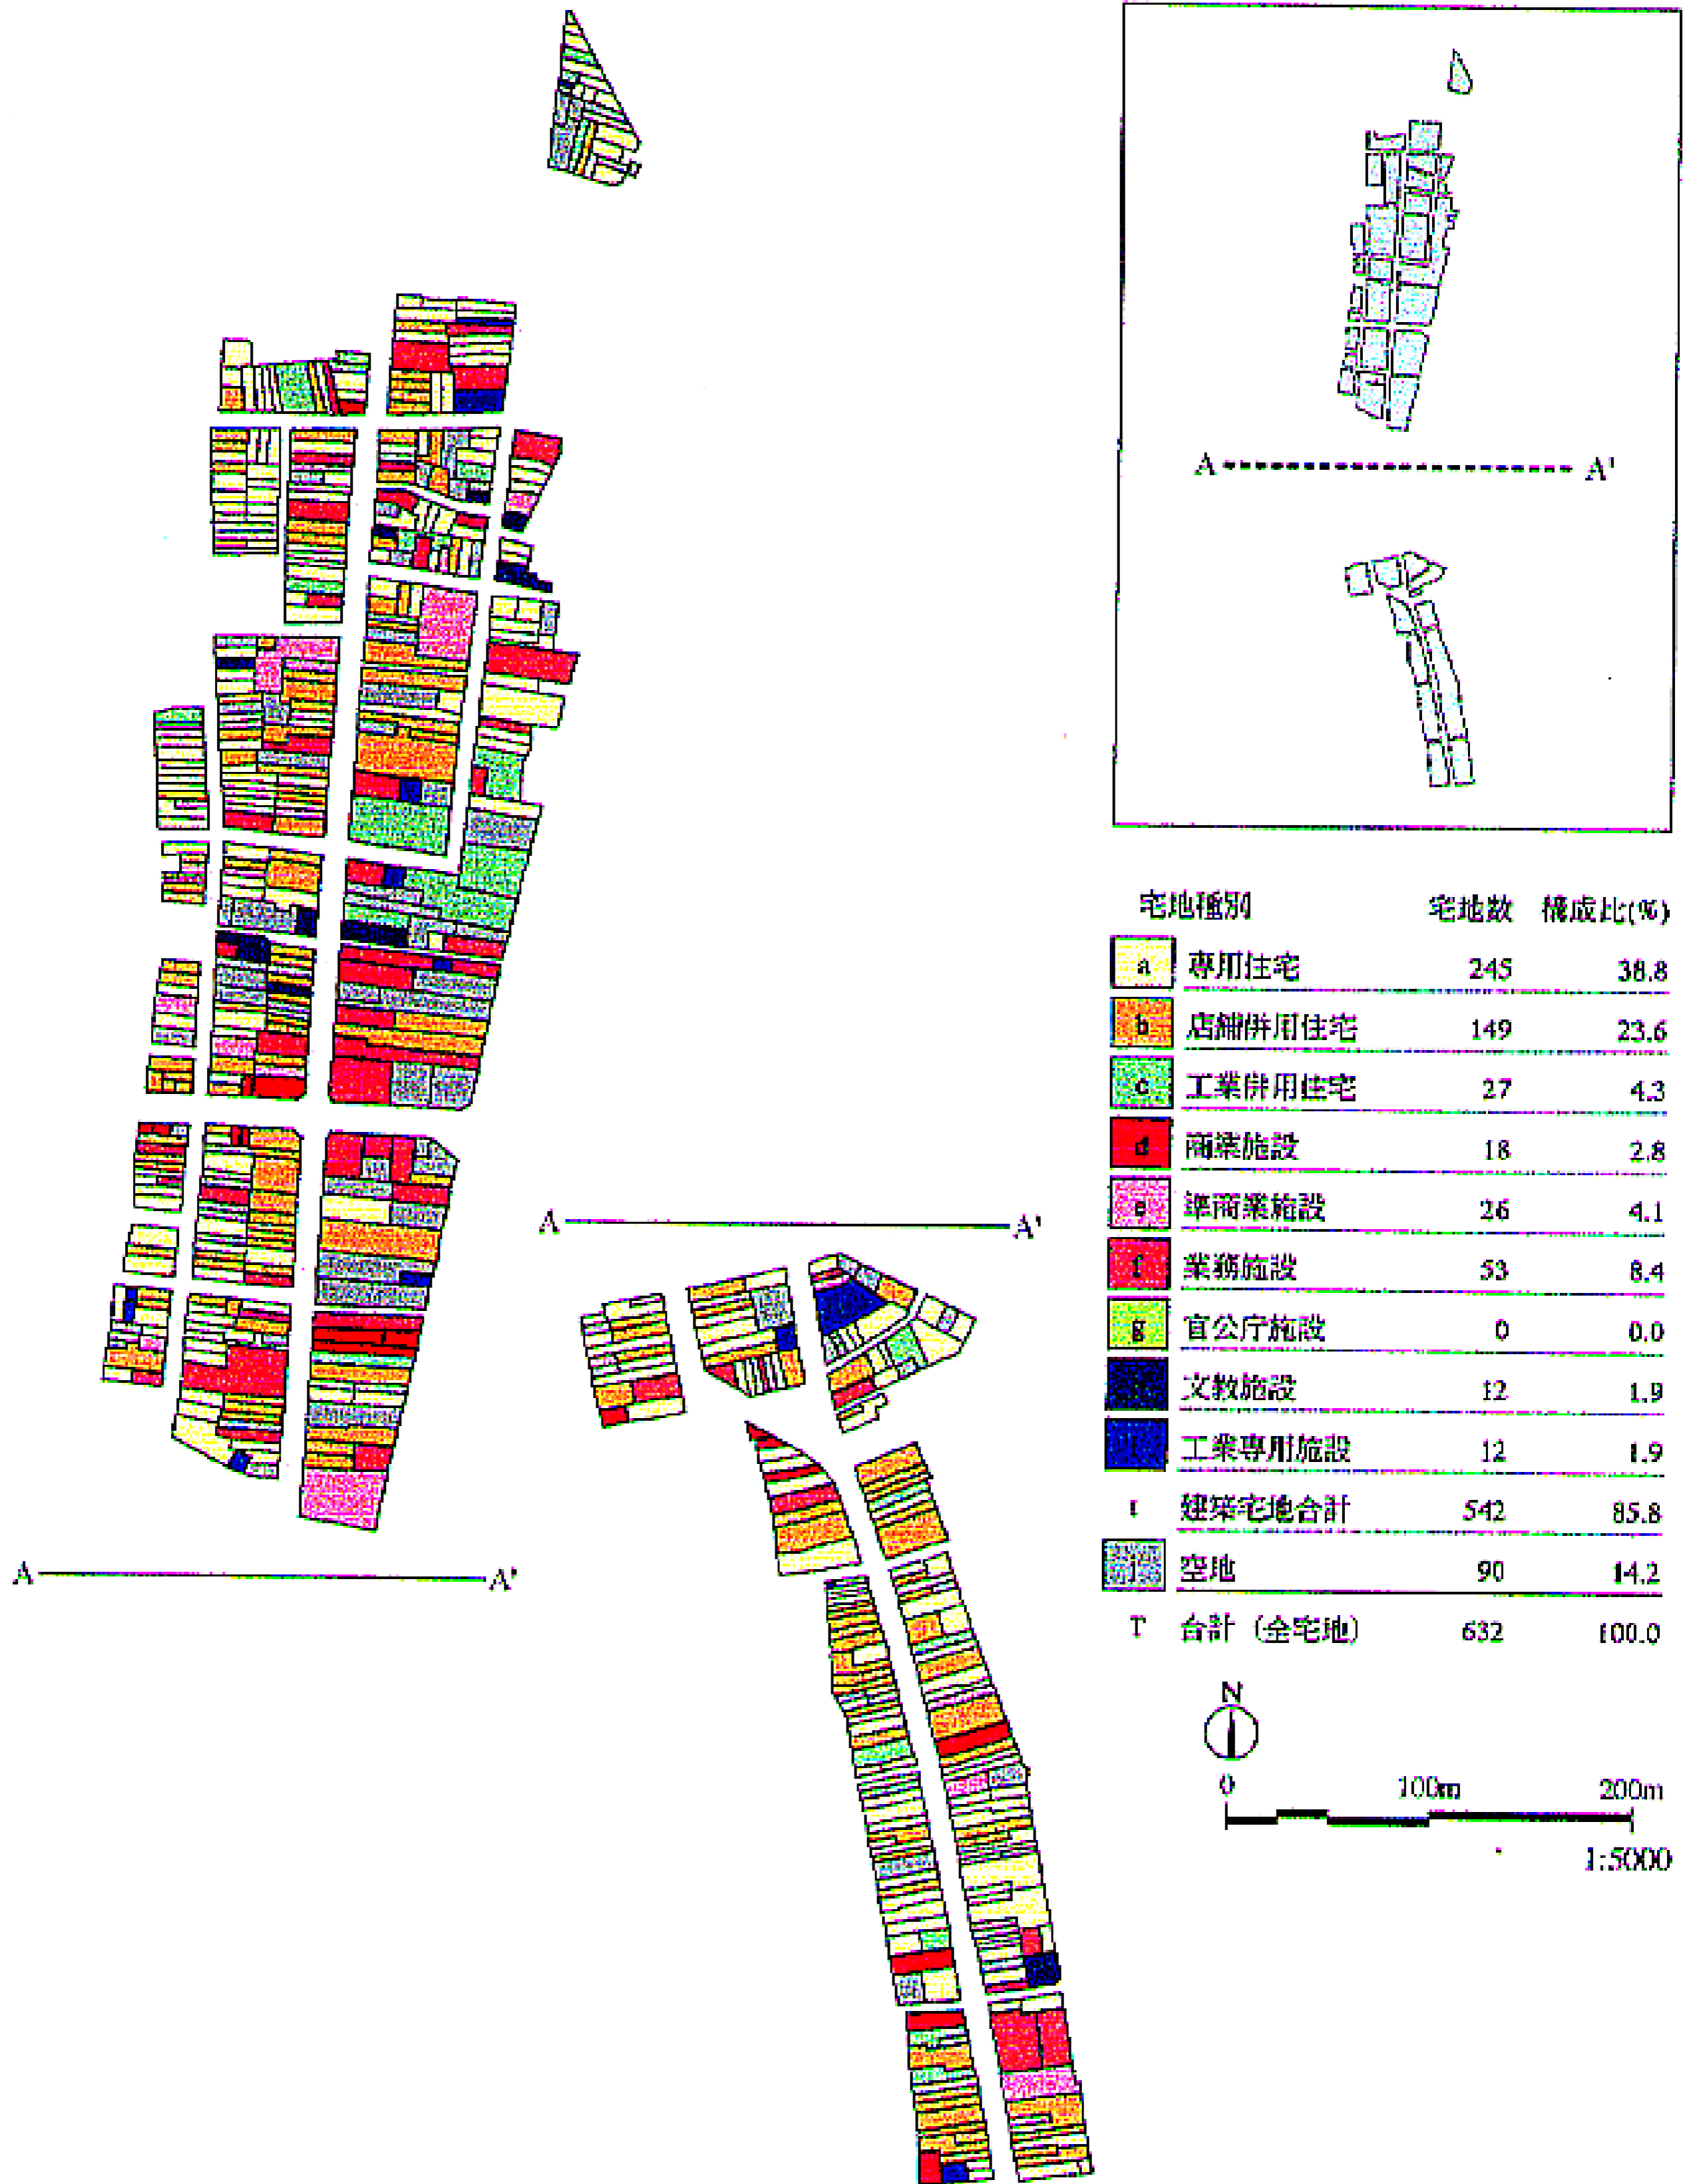 A A'
宅地種別 宅地数 構成比(%)
a 専用住宅 245 38.8
b 店舗併用住宅 149 23.6
c 工業併用住宅 27 4.3
d 商業施設 18 2.8
e 準商業施設 26 4.1
f 業務施設 53 8.4
g 官公庁施設 0 0.0
文教施設 12 1.9
工業専用施設 12 1.9
t 建築宅地合計 542 85.8
j 空地 90 14.2
T 合計 (全宅地) 632 100.0
A A'
A A'
N
0 100m 200m
1:5000